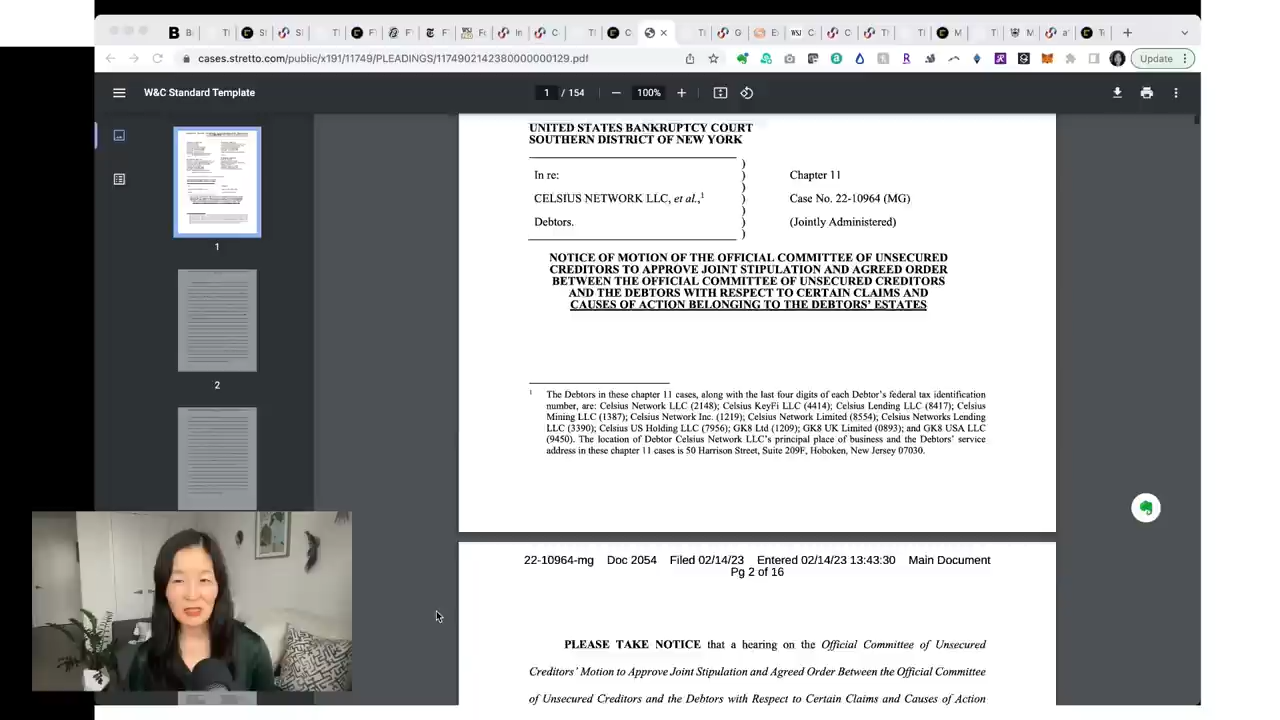 cases.stretto.com/public/x191/11749/PLEADINGS/1174902142380000000129.pdf
Update
W&C Standard Template
1 / 154
100%
UNITED STATES BANKRUPTCY COURT
SOUTHERN DISTRICT OF NEW YORK
In re:
Chapter 11
CELSIUS NETWORK LLC, et al.,1
Case No. 22-10964 (MG)
Debtors.
(Jointly Administered)
NOTICE OF MOTION OF THE OFFICIAL COMMITTEE OF UNSECURED
CREDITORS TO APPROVE JOINT STIPULATION AND AGREED ORDER
BETWEEN THE OFFICIAL COMMITTEE OF UNSECURED CREDITORS
AND THE DEBTORS WITH RESPECT TO CERTAIN CLAIMS AND
CAUSES OF ACTION BELONGING TO THE DEBTORS' ESTATES
1 The Debtors in these chapter 11 cases, along with the last four digits of each Debtor's federal tax identification
number, are: Celsius Network LLC (2148); Celsius KeyFi LLC (4414); Celsius Lending LLC (8417); Celsius
Mining LLC (1387); Celsius Network Inc. (1219); Celsius Network Limited (8554); Celsius Networks Lending
LLC (3390); Celsius US Holding LLC (7956); GK8 Ltd (1209); GK8 UK Limited (0893); and GK8 USA LLC
(9450). The location of Debtor Celsius Network LLC's principal place of business and the Debtors' service
address in these chapter 11 cases is 50 Harrison Street, Suite 209F, Hoboken, New Jersey 07030.
1
2
22-10964-mg Doc 2054 Filed 02/14/23 Entered 02/14/23 13:43:30 Main Document
Pg 2 of 16
PLEASE TAKE NOTICE that a hearing on the Official Committee of Unsecured
Creditors' Motion to Approve Joint Stipulation and Agreed Order Between the Official Committee
of Unsecured Creditors and the Debtors with Respect to Certain Claims and Causes of Action